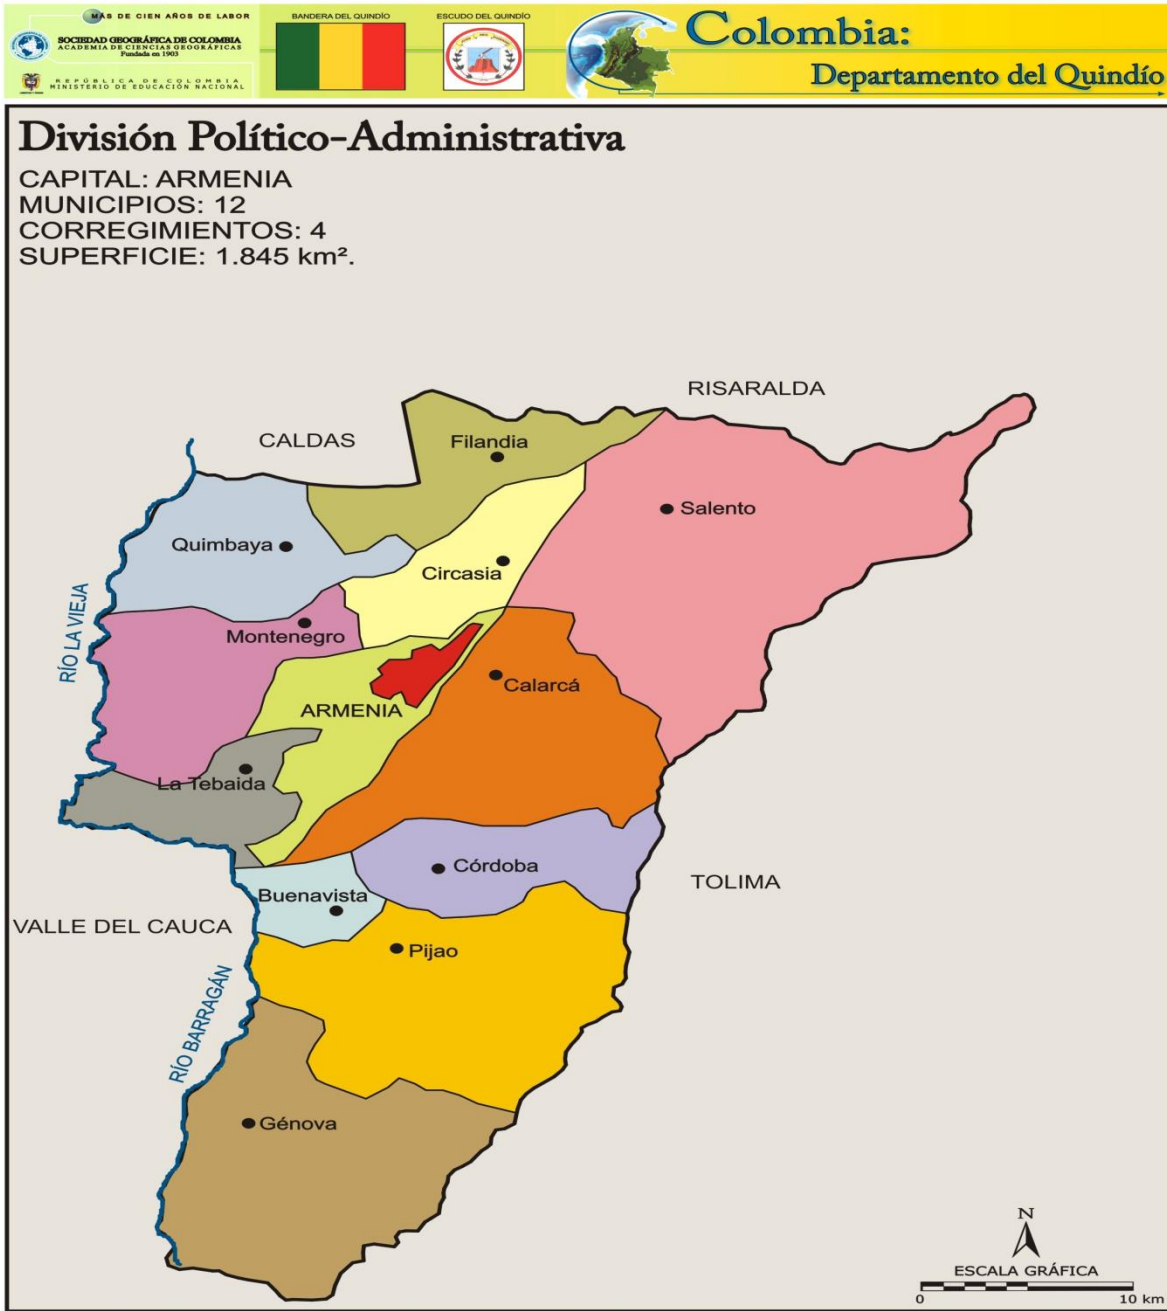 MÁS DE CIEN AÑOS DE LABOR
SOCIEDAD GEOGRÁFICA DE COLOMBIA
ACADEMIA DE CIENCIAS GEOGRÁFICAS
Fundada en 1903
REPÚBLICA DE COLOMBIA
MINISTERIO DE EDUCACIÓN NACIONAL
BANDERA DEL QUINDÍO
ESCUDO DEL QUINDÍO
Colombia:
Departamento del Quindío
División Político-Administrativa
CAPITAL: ARMENIA
MUNICIPIOS: 12
CORREGIMIENTOS: 4
SUPERFICIE: 1.845 km².
RISARALDA
CALDAS
Filandia
Salento
Quimbaya
Circasia
RÍO LA VIEJA
Montenegro
Calarcá
ARMENIA
La Tebaida
Córdoba
TOLIMA
Buenavista
VALLE DEL CAUCA
Pijao
RÍO BARRAGÁN
Génova
N
ESCALA GRÁFICA
0 10 km